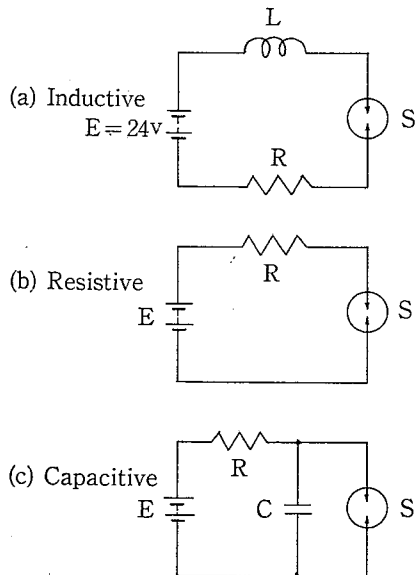 L
(a) Inductive
E=24v
S
R
(b) Resistive
R
E
S
(c) Capacitive
R
E
C
S